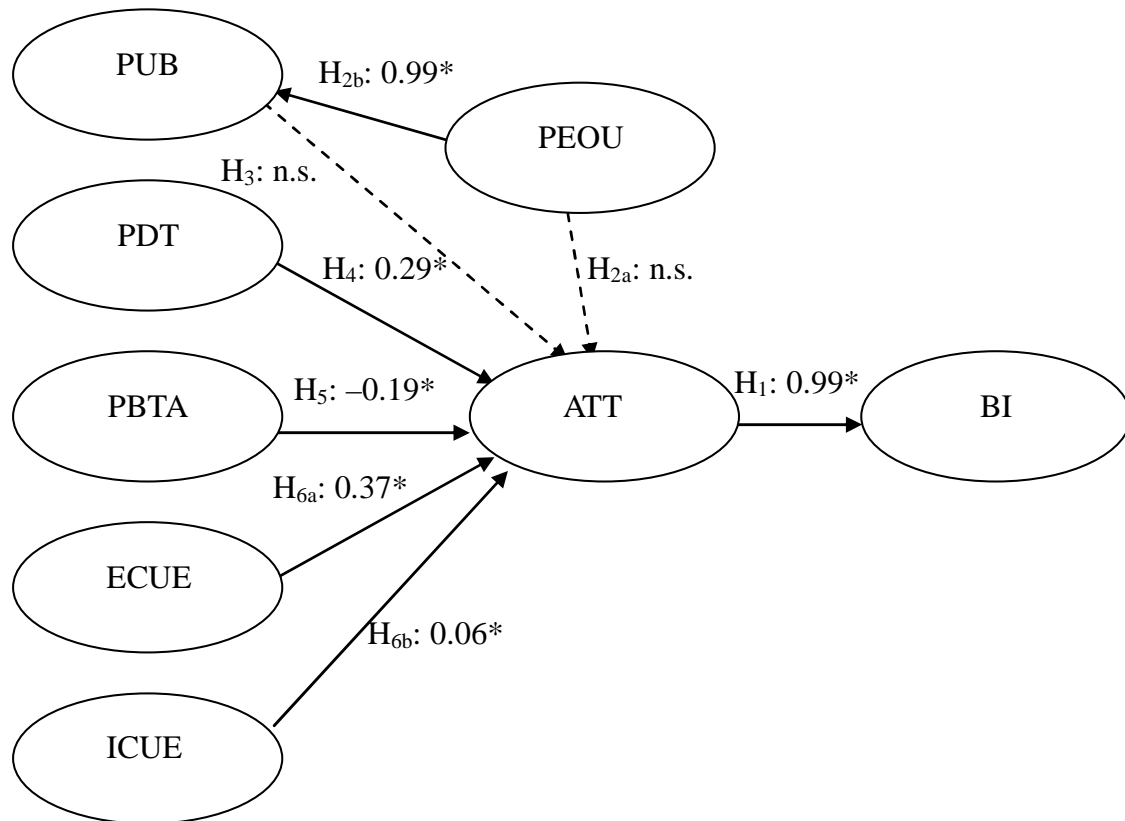 PUB
H2b: 0.99*
PEOU
H3: n.s.
PDT
H4: 0.29*
H2a: n.s.
PBTA
H5: –0.19*
ATT
H1: 0.99*
BI
H6a: 0.37*
ECUE
H6b: 0.06*
ICUE